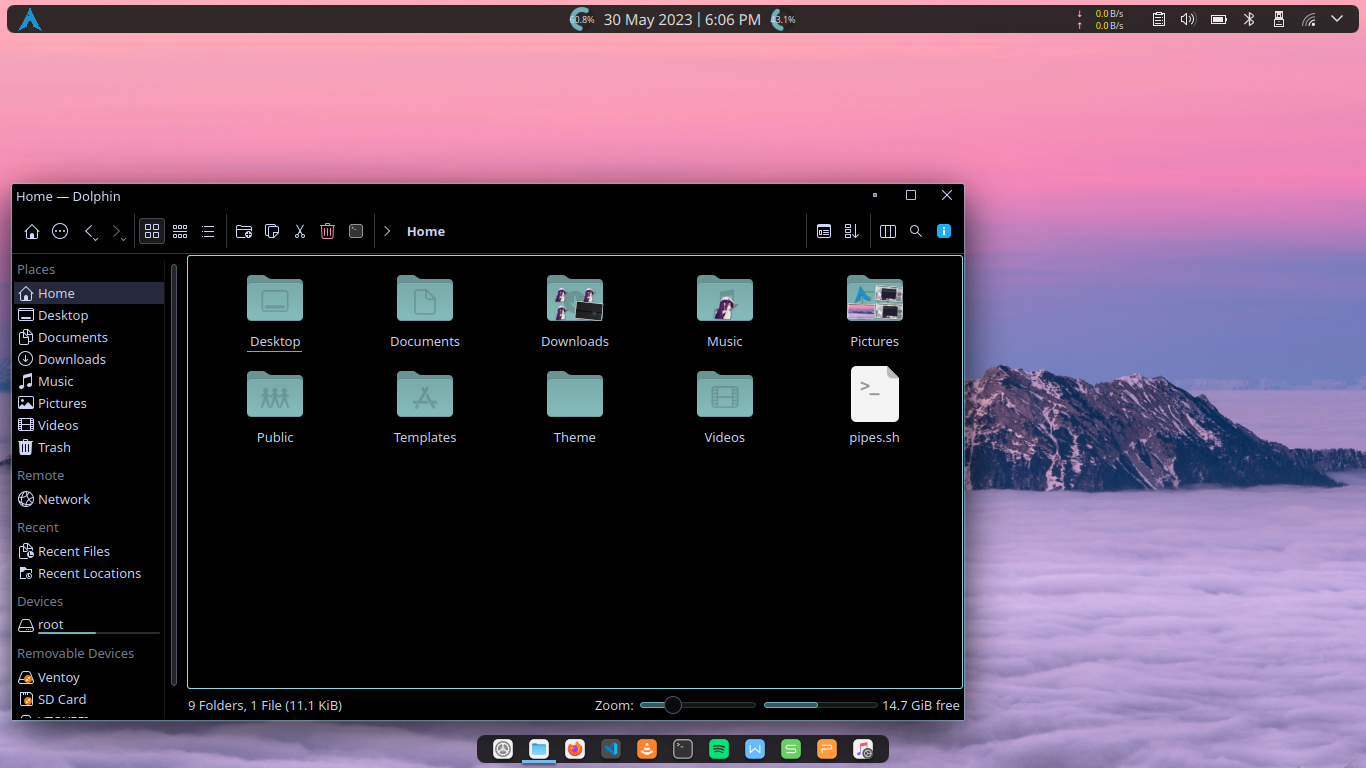 60.8%
30 May 2023 | 6:06 PM
43.1%
↓ 0.0 B/s
↑ 0.0 B/s
Home — Dolphin
Home
Places
Home
Desktop
Documents
Downloads
Music
Pictures
Videos
Trash
Remote
Network
Recent
Recent Files
Recent Locations
Devices
root
Removable Devices
Ventoy
SD Card
Desktop
Documents
Downloads
Music
Pictures
Public
Templates
Theme
Videos
pipes.sh
9 Folders, 1 File (11.1 KiB)
Zoom:
14.7 GiB free